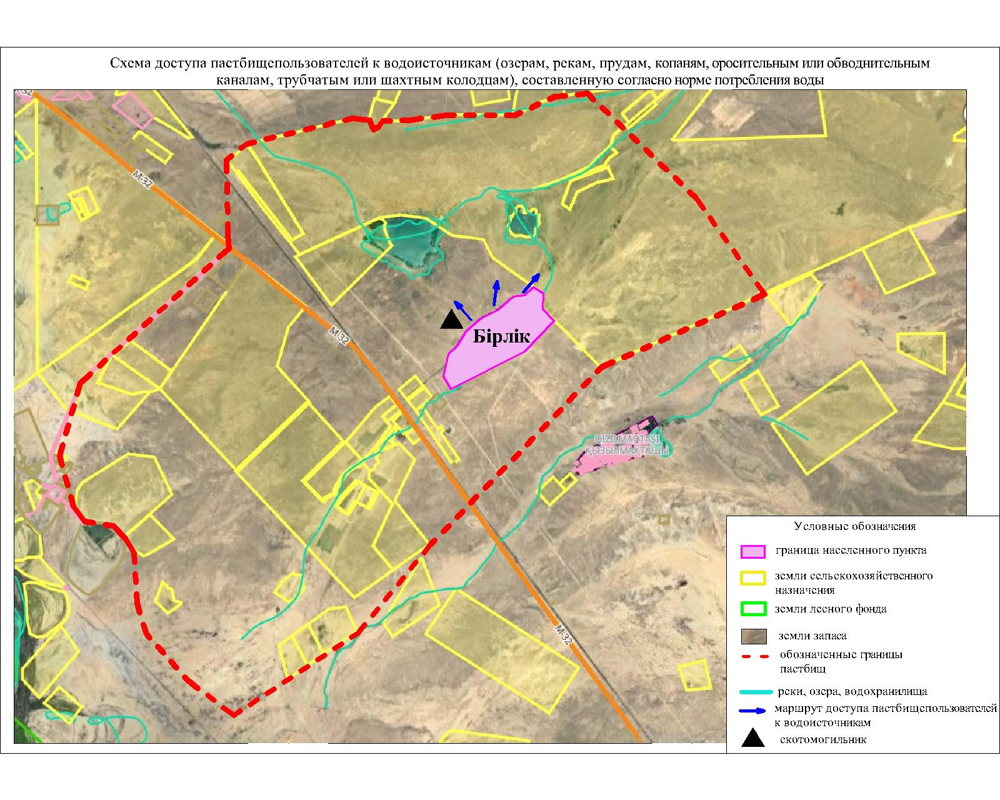 Схема доступа пастбищепользователей к водоисточникам (озерам, рекам, прудам, копаням, оросительным или обводнительным
каналам, трубчатым или шахтным колодцам), составленную согласно норме потребления воды
М-32
М-32
Бірлік
QIZILMAQTASI
ҚЫЗЫЛМАҚТАШЫ
М-32
Условные обозначения
граница населенного пункта
земли сельскохозяйственного
назначения
земли лесного фонда
земли запаса
обозначенные границы
пастбищ
реки, озера, водохранилища
маршрут доступа пастбищепользователей
к водоисточникам
скотомогильник